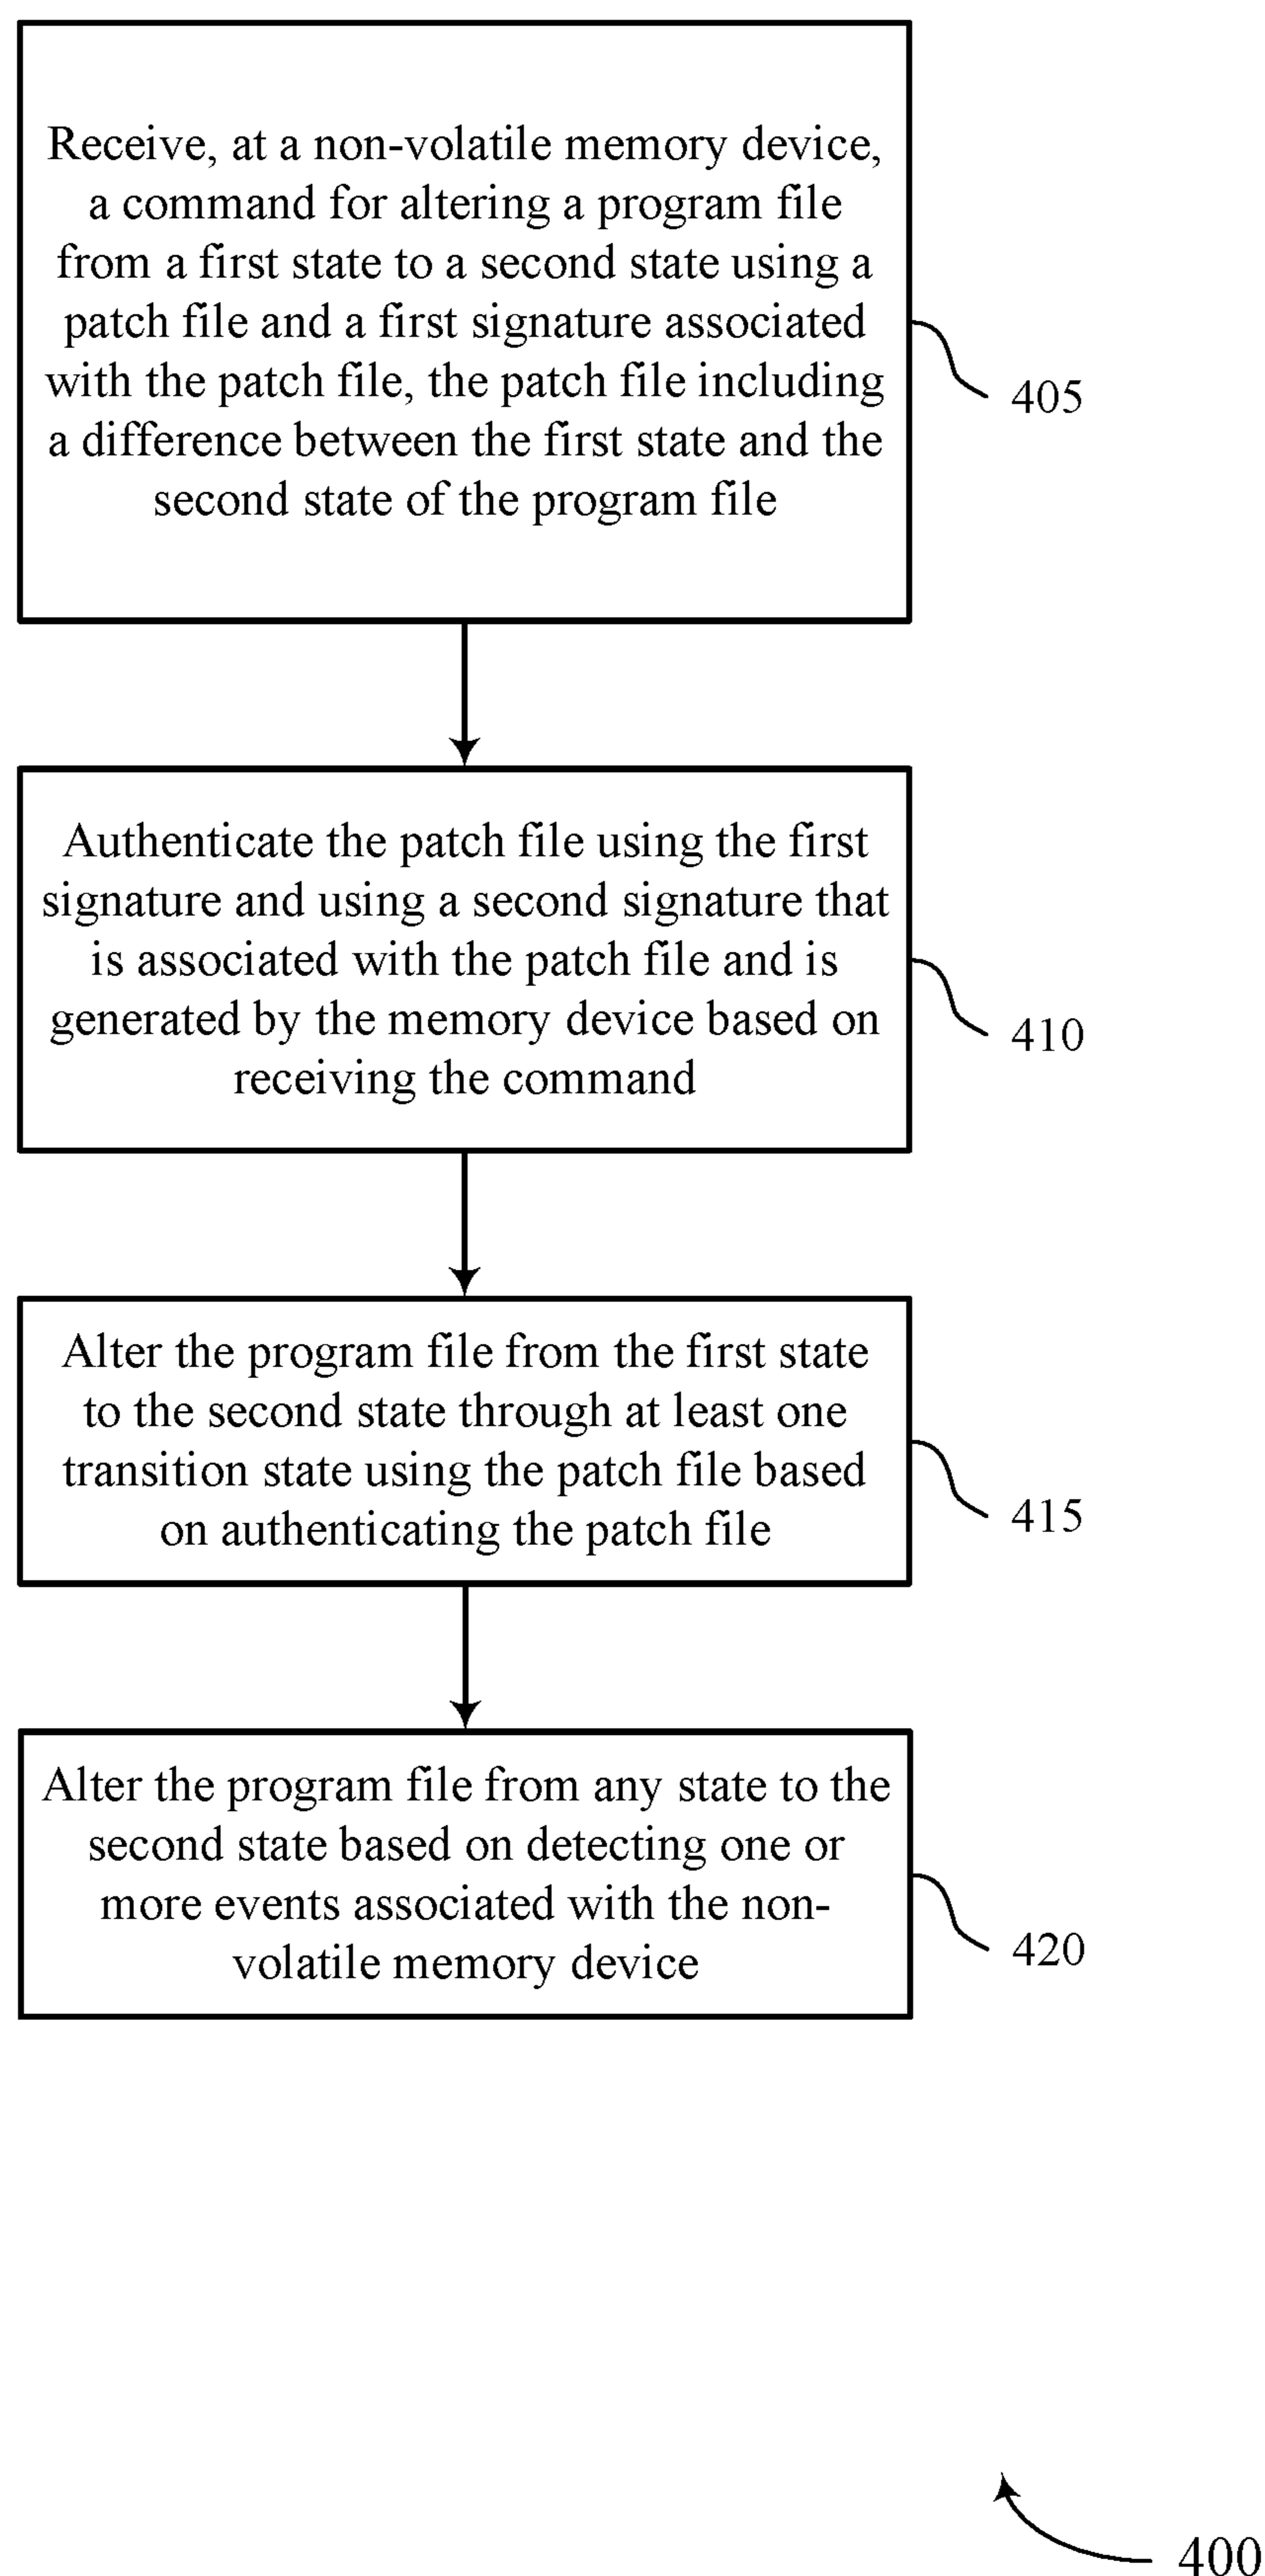 Receive, at a non-volatile memory device,
a command for altering a program file
from a first state to a second state using a
patch file and a first signature associated
with the patch file, the patch file including
a difference between the first state and the
second state of the program file
405
Authenticate the patch file using the first
signature and using a second signature that
is associated with the patch file and is
generated by the memory device based on
receiving the command
410
Alter the program file from the first state
to the second state through at least one
transition state using the patch file based
on authenticating the patch file
415
Alter the program file from any state to the
second state based on detecting one or
more events associated with the non-
volatile memory device
420
400